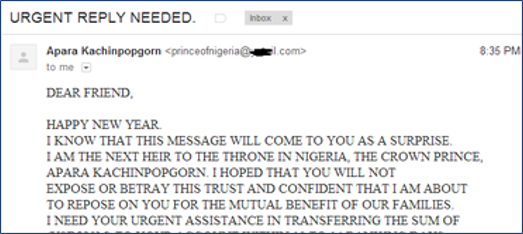 URGENT REPLY NEEDED. Inbox x
Apara Kachinpopgorn <princeofnigeria@ il.com> 8:35 PM
to me
DEAR FRIEND,
HAPPY NEW YEAR.
I KNOW THAT THIS MESSAGE WILL COME TO YOU AS A SURPRISE.
I AM THE NEXT HEIR TO THE THRONE IN NIGERIA, THE CROWN PRINCE,
APARA KACHINPOPGORN. I HOPED THAT YOU WILL NOT
EXPOSE OR BETRAY THIS TRUST AND CONFIDENT THAT I AM ABOUT
TO REPOSE ON YOU FOR THE MUTUAL BENEFIT OF OUR FAMILIES.
I NEED YOUR URGENT ASSISTANCE IN TRANSFERRING THE SUM OF